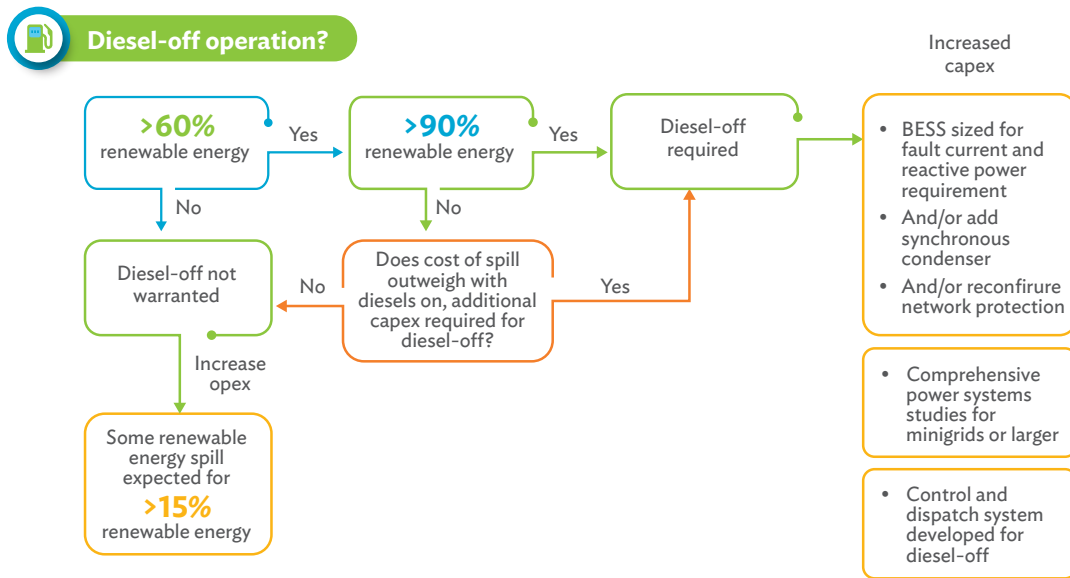 Diesel-off operation?
Increased
capex
>60%
renewable energy
Yes
>90%
renewable energy
Yes
Diesel-off
required
No
No
Diesel-off not
warranted
No
Does cost of spill
outweigh with
diesels on, additional
capex required for
diesel-off?
Yes
Increase
opex
Some renewable
energy spill
expected for
>15%
renewable energy
• BESS sized for
fault current and
reactive power
requirement
• And/or add
synchronous
condenser
• And/or reconfirure
network protection
• Comprehensive
power systems
studies for
minigrids or larger
• Control and
dispatch system
developed for
diesel-off